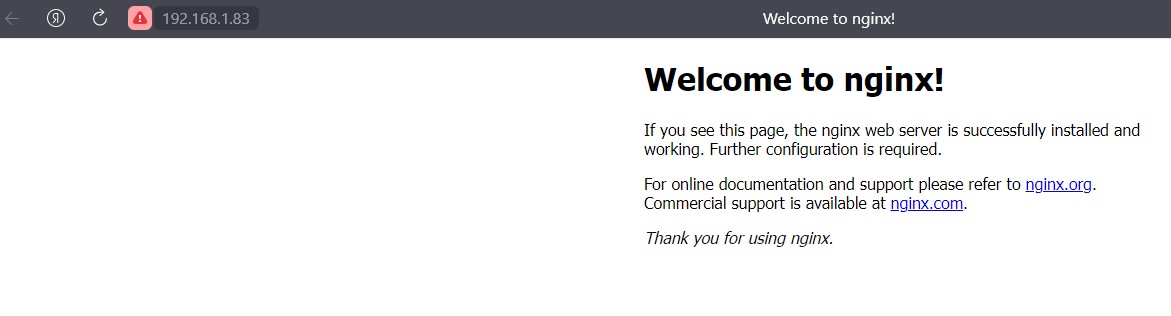 Я 192.168.1.83 Welcome to nginx!
Welcome to nginx!
If you see this page, the nginx web server is successfully installed and
working. Further configuration is required.
For online documentation and support please refer to nginx.org.
Commercial support is available at nginx.com.
Thank you for using nginx.